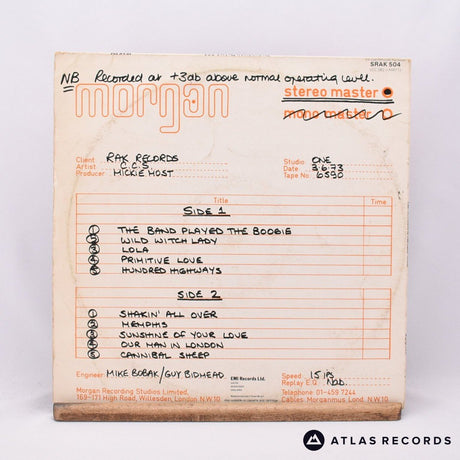 SRAK 504
NB Recorded at +3db above normal operating level.
morgan
stereo master
mono master
Client RAK RECORDS
Artist C.C.S.
Producer MICKIE MOST
Studio ONE
Date 3/6/73
Tape No 6590
Title Time
SIDE 1
1 THE BAND PLAYED THE BOOGIE
2 WILD WITCH LADY
3 LOLA
4 PRIMITIVE LOVE
5 HUNDRED HIGHWAYS
SIDE 2
1 SHAKIN' ALL OVER
2 MEMPHIS
3 SUNSHINE OF YOUR LOVE
4 OUR MAN IN LONDON
5 CANNIBAL SHEEP
Engineer MIKE BOBAK/GUY BIDMEAD
EMI Records Ltd.
Speed 15 ips
Replay E.Q. Nab.
Morgan Recording Studios Limited,
169-171 High Road, Willesden, London N.W.10
Telephone 01-459 7244
Cables Morganmus Lond. N.W.10
ATLAS RECORDS